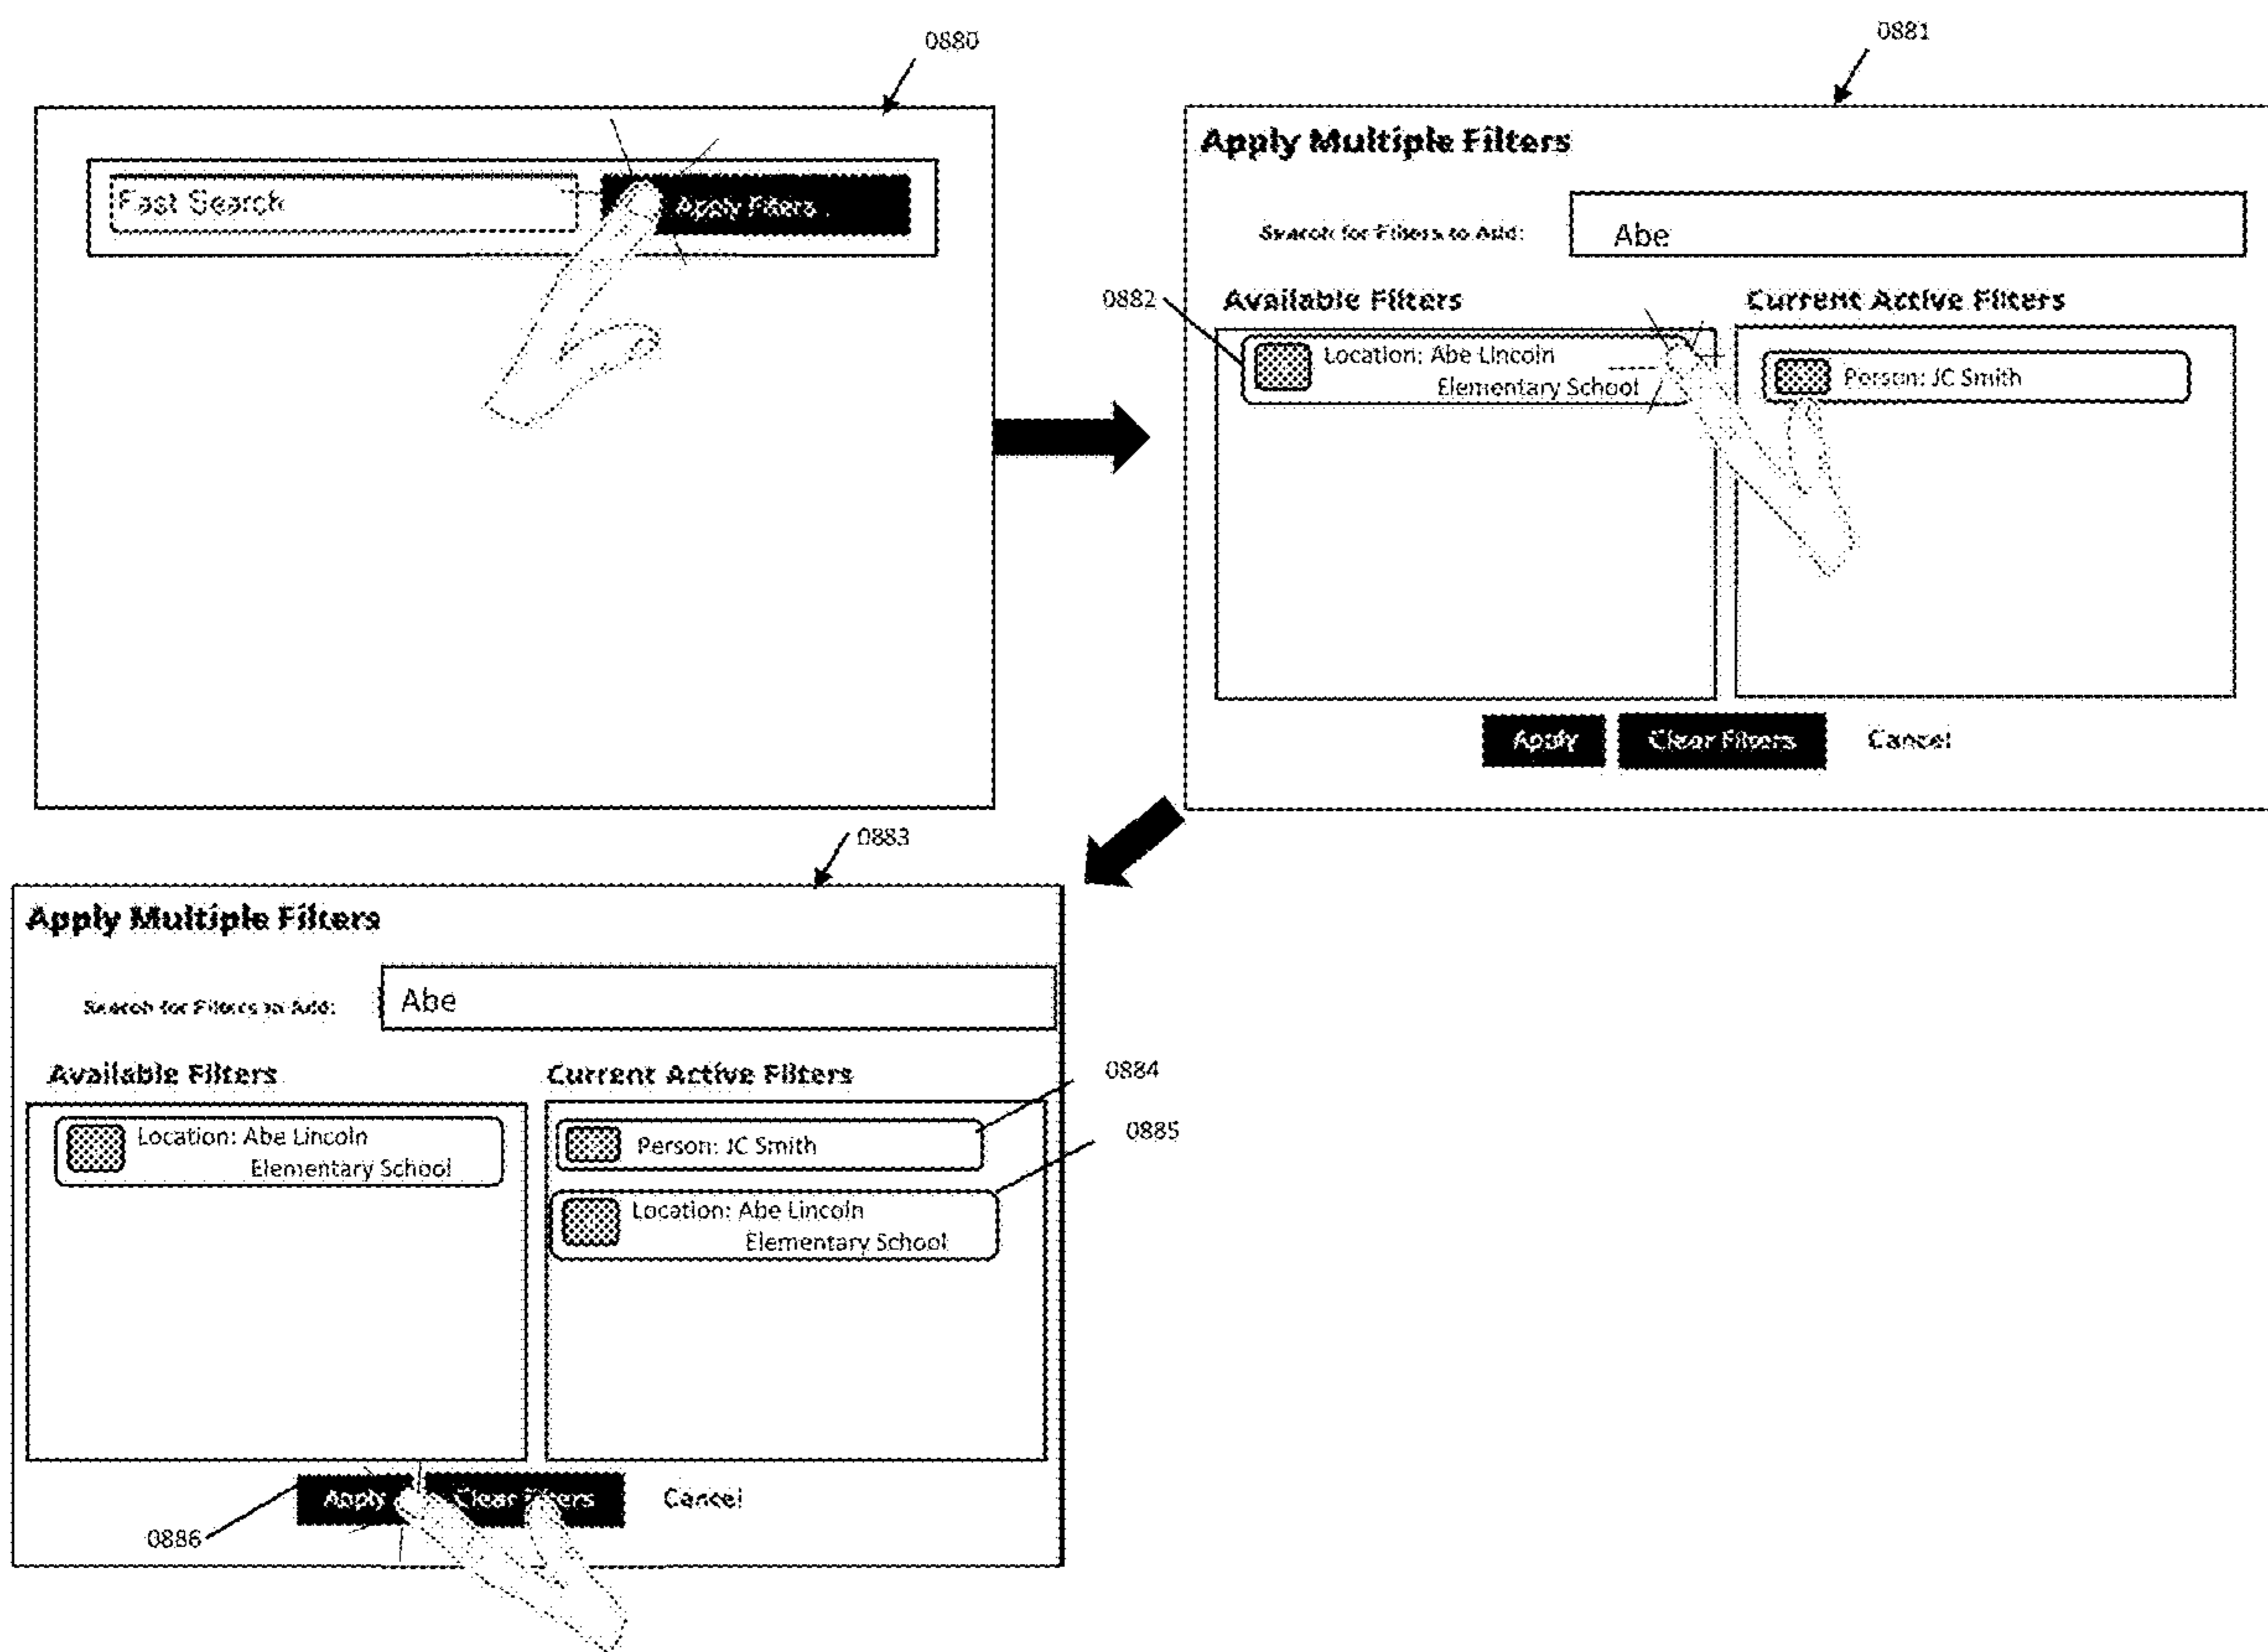 0880
Fast Search
Apply Filters
0881
Apply Multiple Filters
Search for Filters to Add:
Abe
0882
Available Filters
Current Active Filters
Location: Abe Lincoln
Elementary School
Person: JC Smith
Apply
Clear Filters
Cancel
0883
Apply Multiple Filters
Search for Filters to Add:
Abe
Available Filters
Current Active Filters
0884
Location: Abe Lincoln
Elementary School
Person: JC Smith
0885
Location: Abe Lincoln
Elementary School
Apply
Clear Filters
Cancel
0886